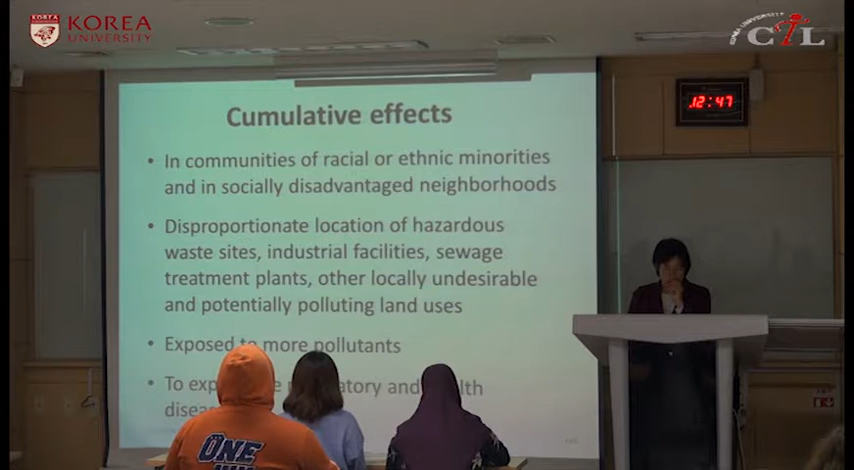 KOREA
UNIVERSITY
CTL
12:47
Cumulative effects
• In communities of racial or ethnic minorities
and in socially disadvantaged neighborhoods
• Disproportionate location of hazardous
waste sites, industrial facilities, sewage
treatment plants, other locally undesirable
and potentially polluting land uses
• Exposed to more pollutants
• To
and
ONE